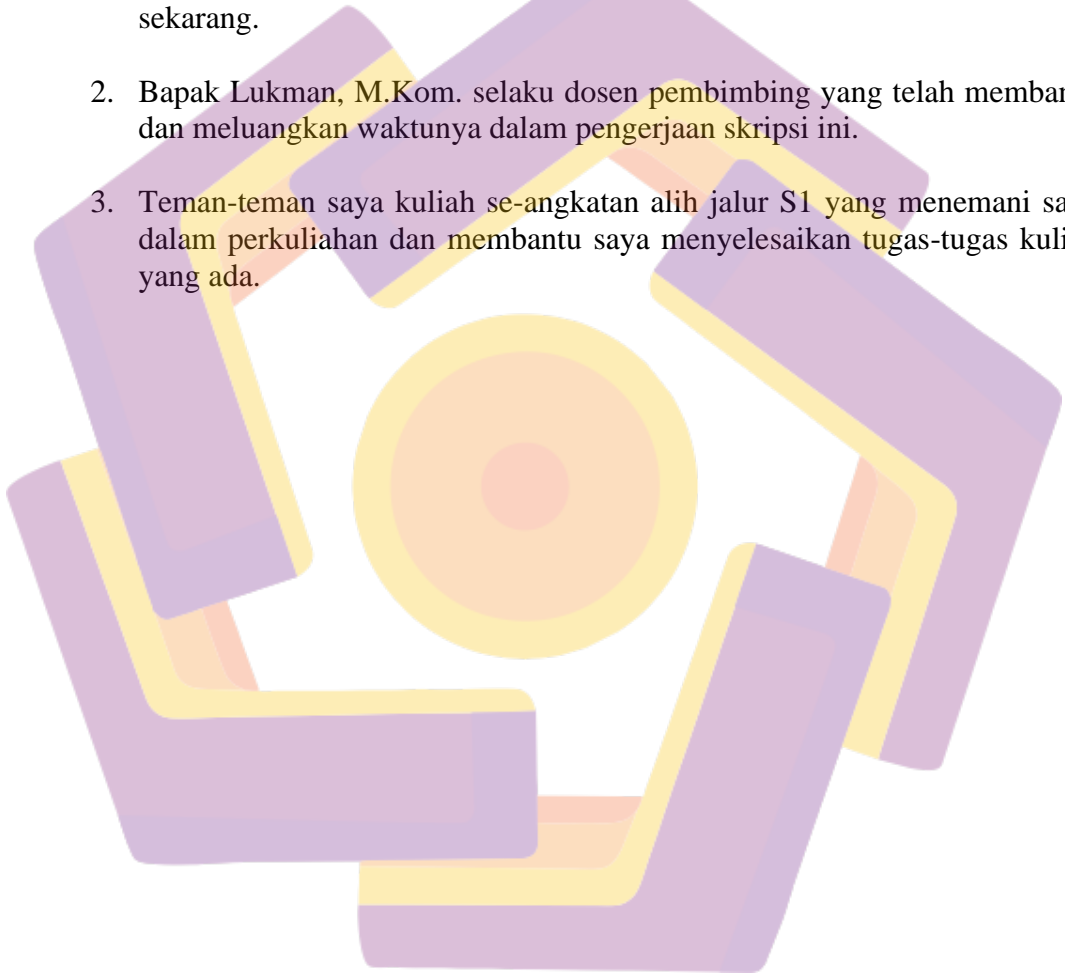 sekarang.
2. Bapak Lukman, M.Kom. selaku dosen pembimbing yang telah memban
dan meluangkan waktunya dalam pengerjaan skripsi ini.
3. Teman-teman saya kuliah se-angkatan alih jalur S1 yang menemani sa
dalam perkuliahan dan membantu saya menyelesaikan tugas-tugas kuli
yang ada.